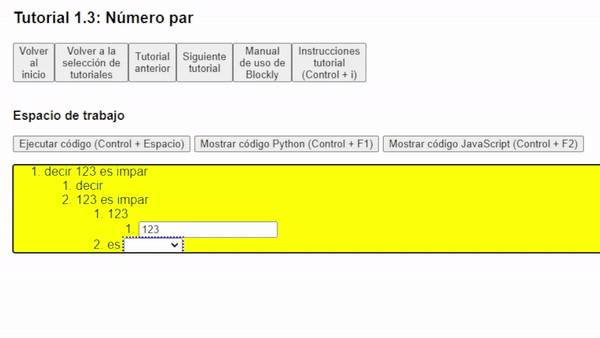 Tutorial 1.3: Número par
Volver al inicio
Volver a la selección de tutoriales
Tutorial anterior
Siguiente tutorial
Manual de uso de Blockly
Instrucciones tutorial (Control + i)
Espacio de trabajo
Ejecutar código (Control + Espacio) Mostrar código Python (Control + F1) Mostrar código JavaScript (Control + F2)
1. decir 123 es impar
1. decir
2. 123 es impar
1. 123
1. 123
2. es